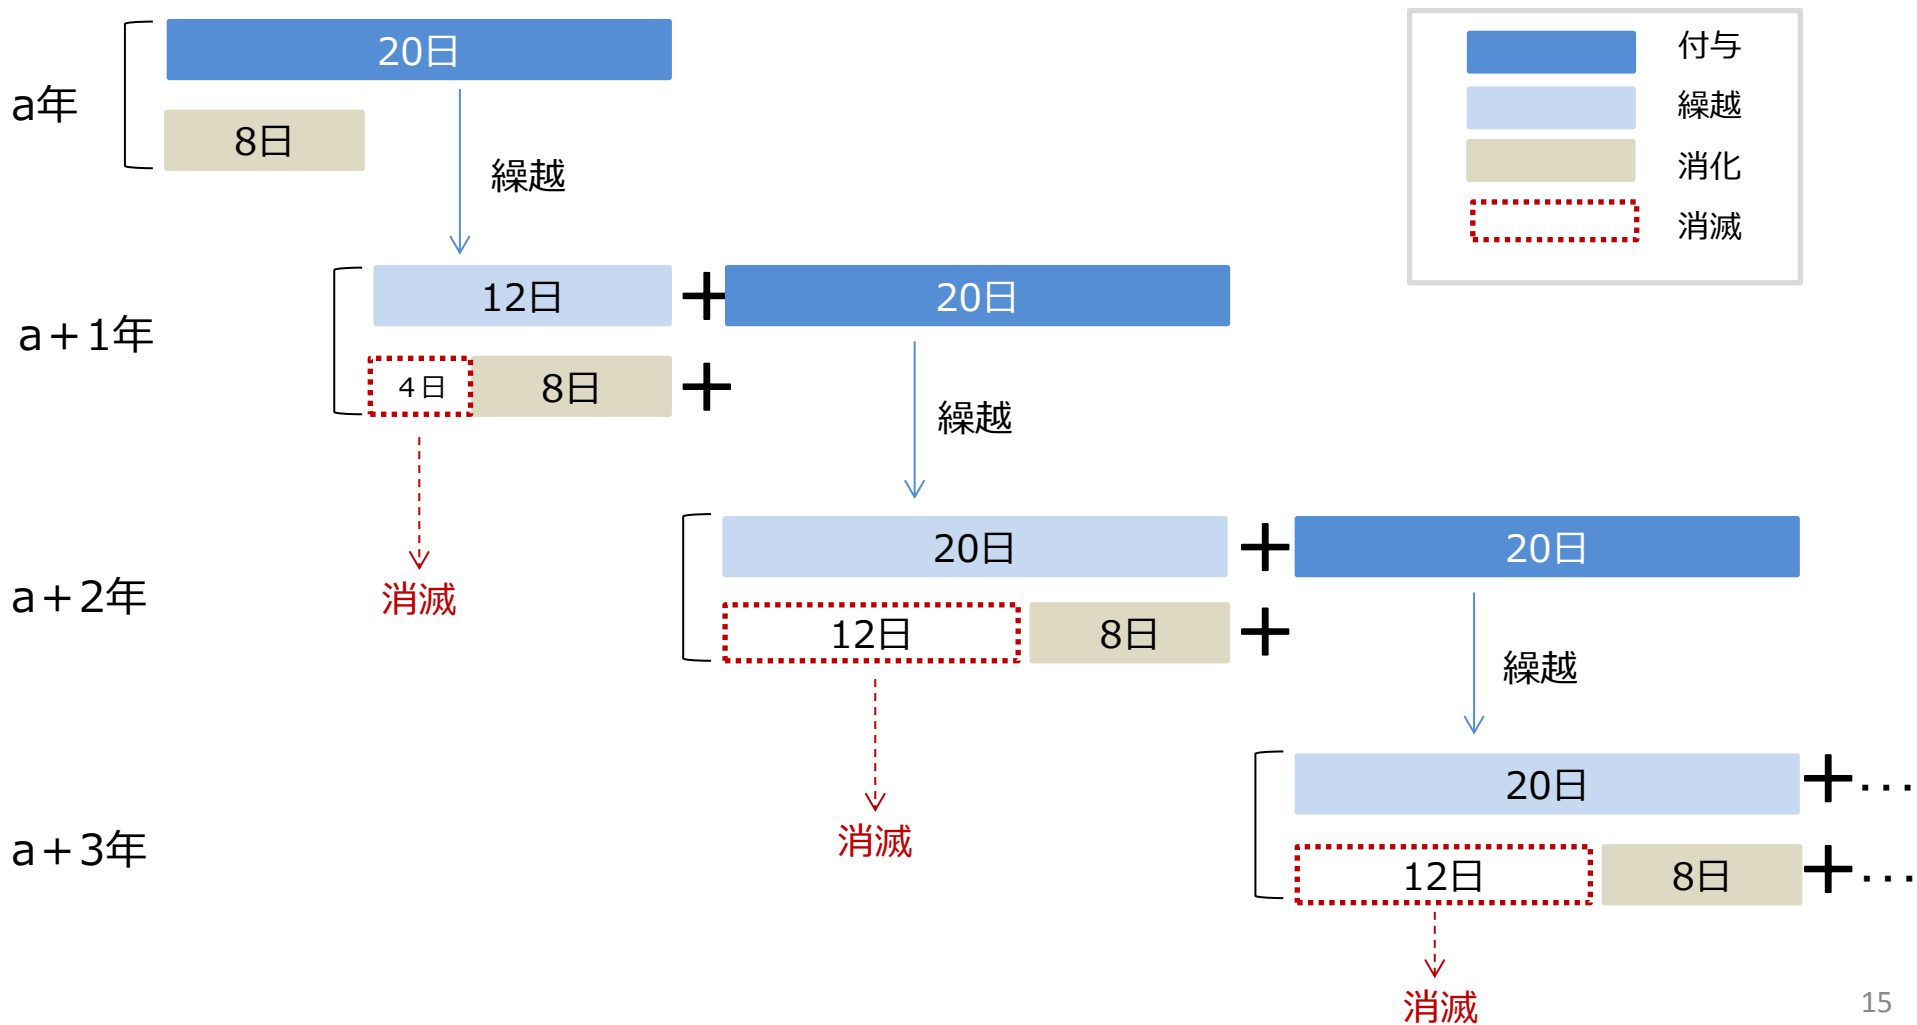 20日
a年
8日
繰越
付与
繰越
消化
消滅
12日
+
20日
a+1年
4日
8日
+
繰越
消滅
20日
+
20日
a+2年
12日
8日
+
繰越
消滅
20日
+…
a+3年
12日
8日
+…
消滅
15